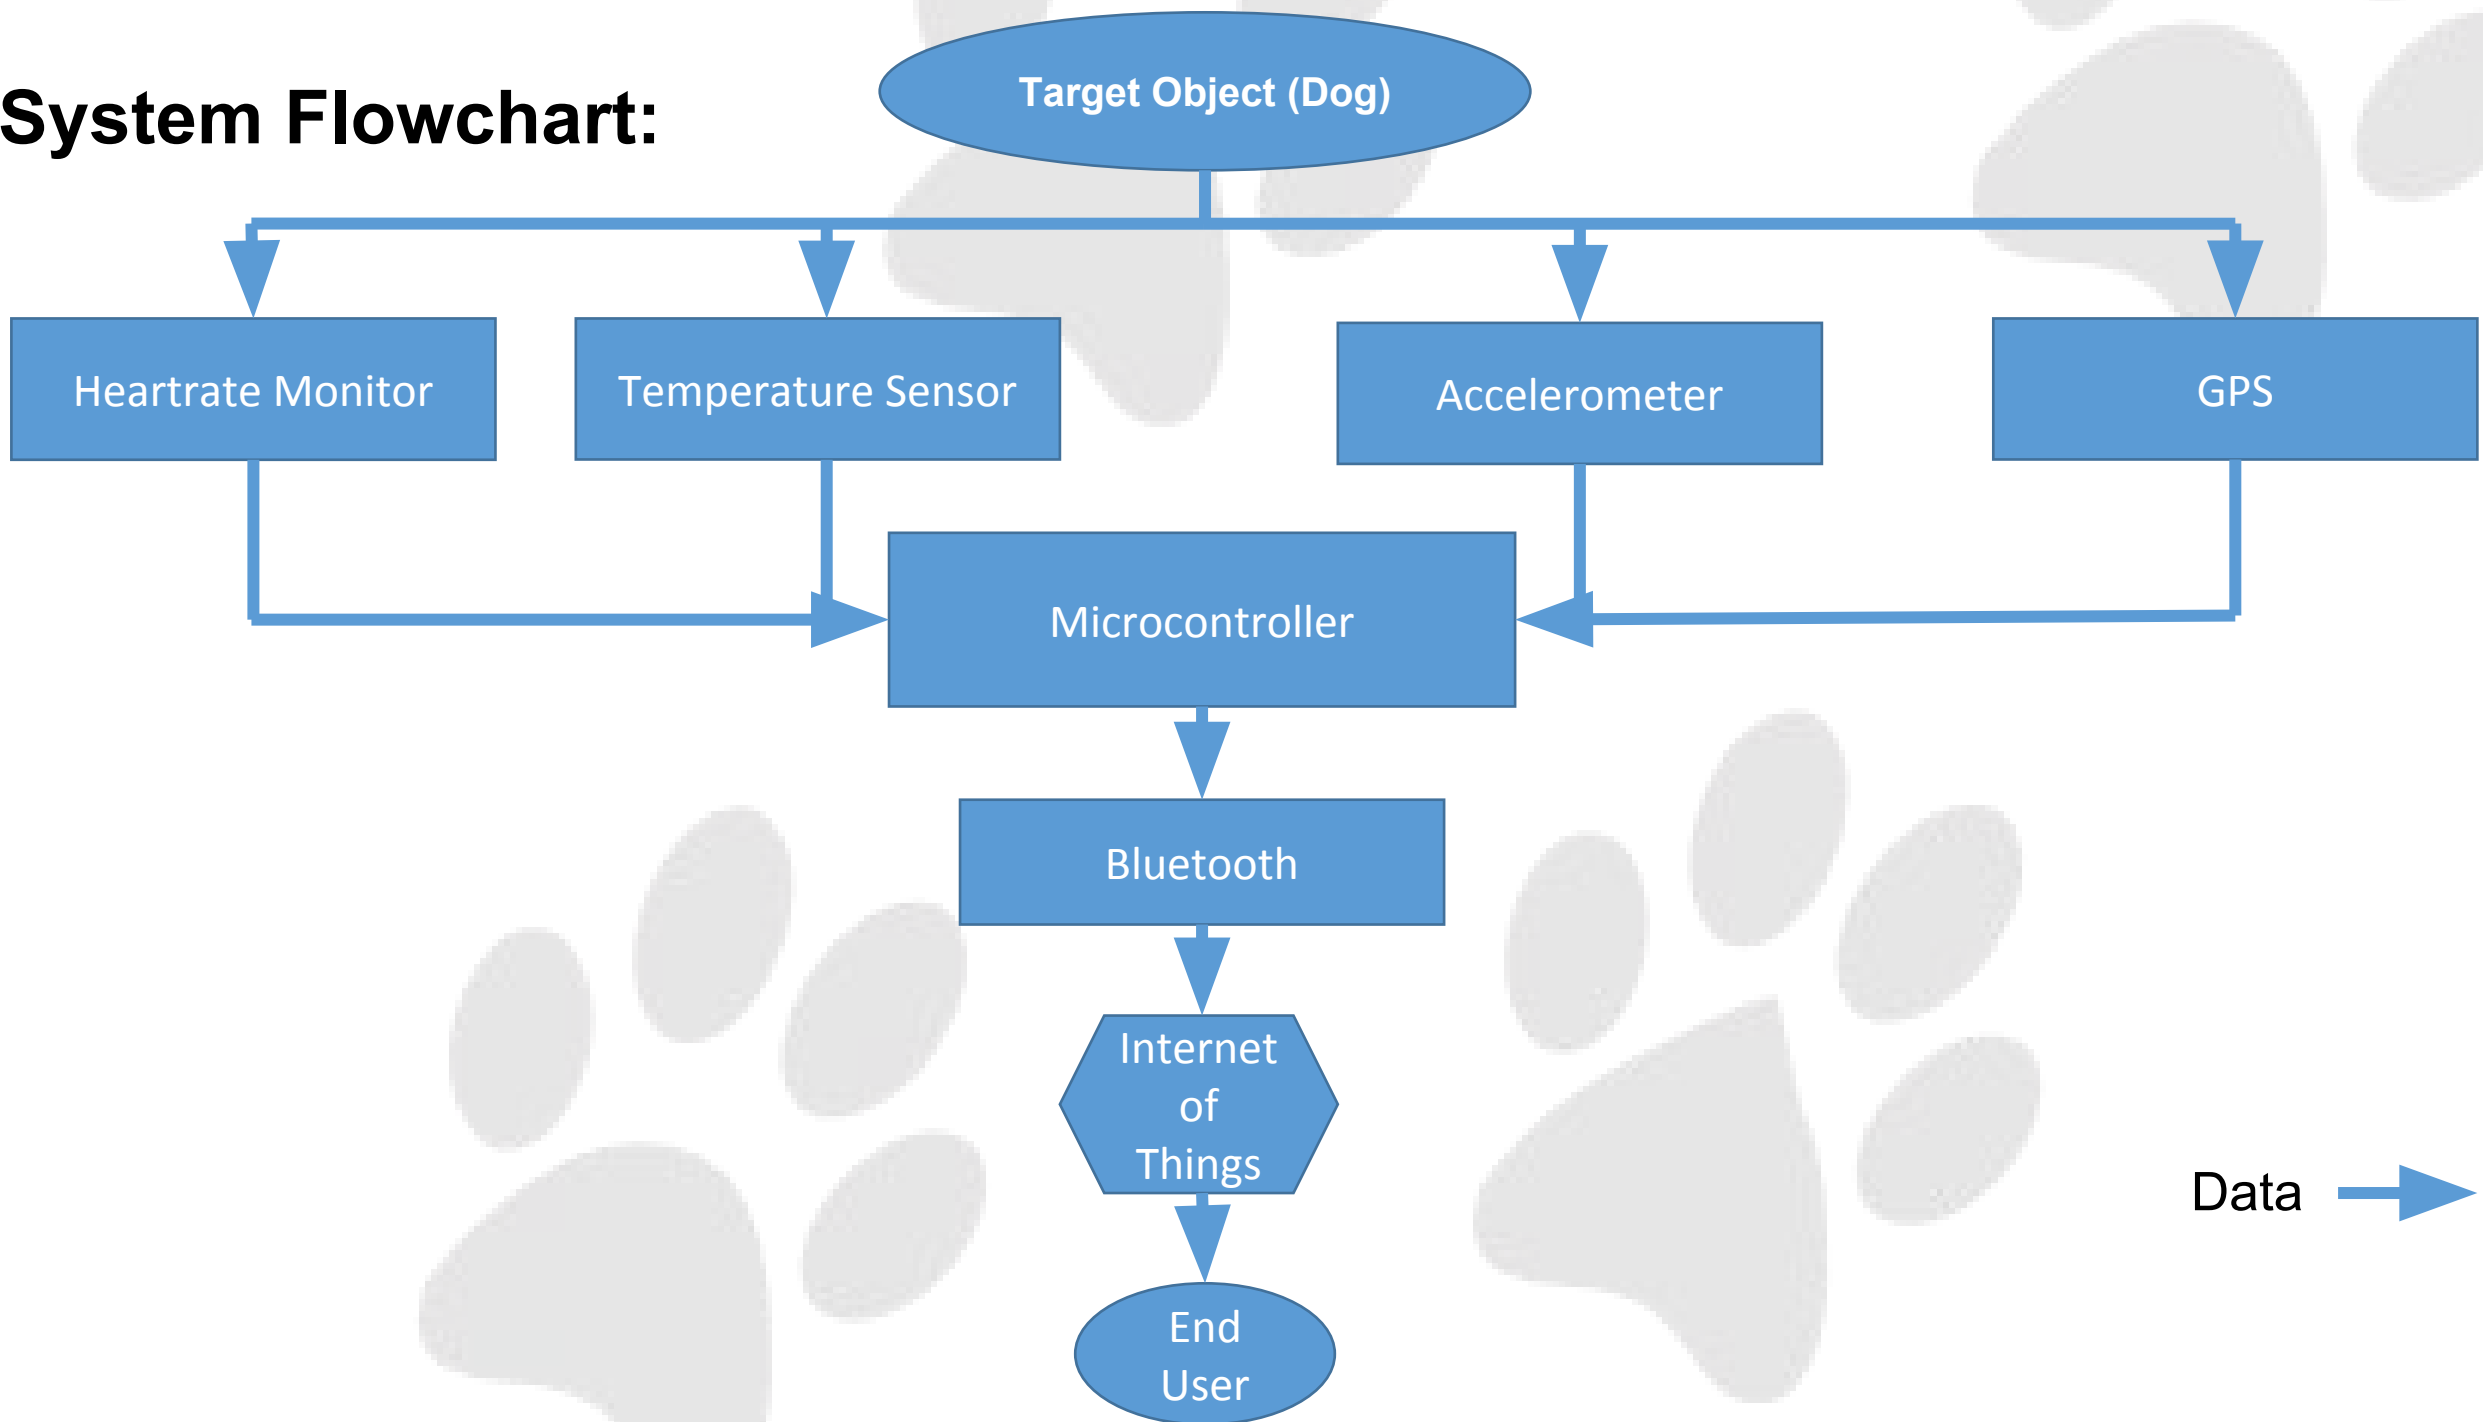 System Flowchart:
Target Object (Dog)
Heartrate Monitor
Temperature Sensor
Accelerometer
GPS
Microcontroller
Bluetooth
Internet
of
Things
Data
End
User